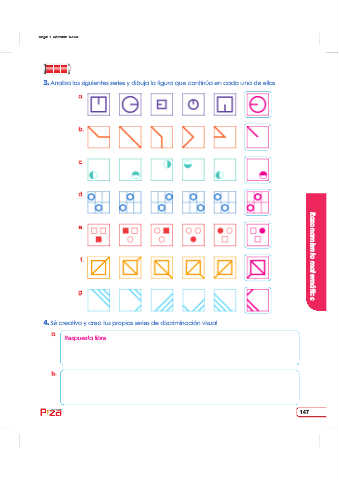 3. Analiza las siguientes series y dibuja la figura que continúa en cada una de ellas
a.
b.
c.
d.
e.
f.
g.
Razonamiento matemático
4. Sé creativo y crea tus propias series de discriminación visual
a.
Respuesta libre
b.
147